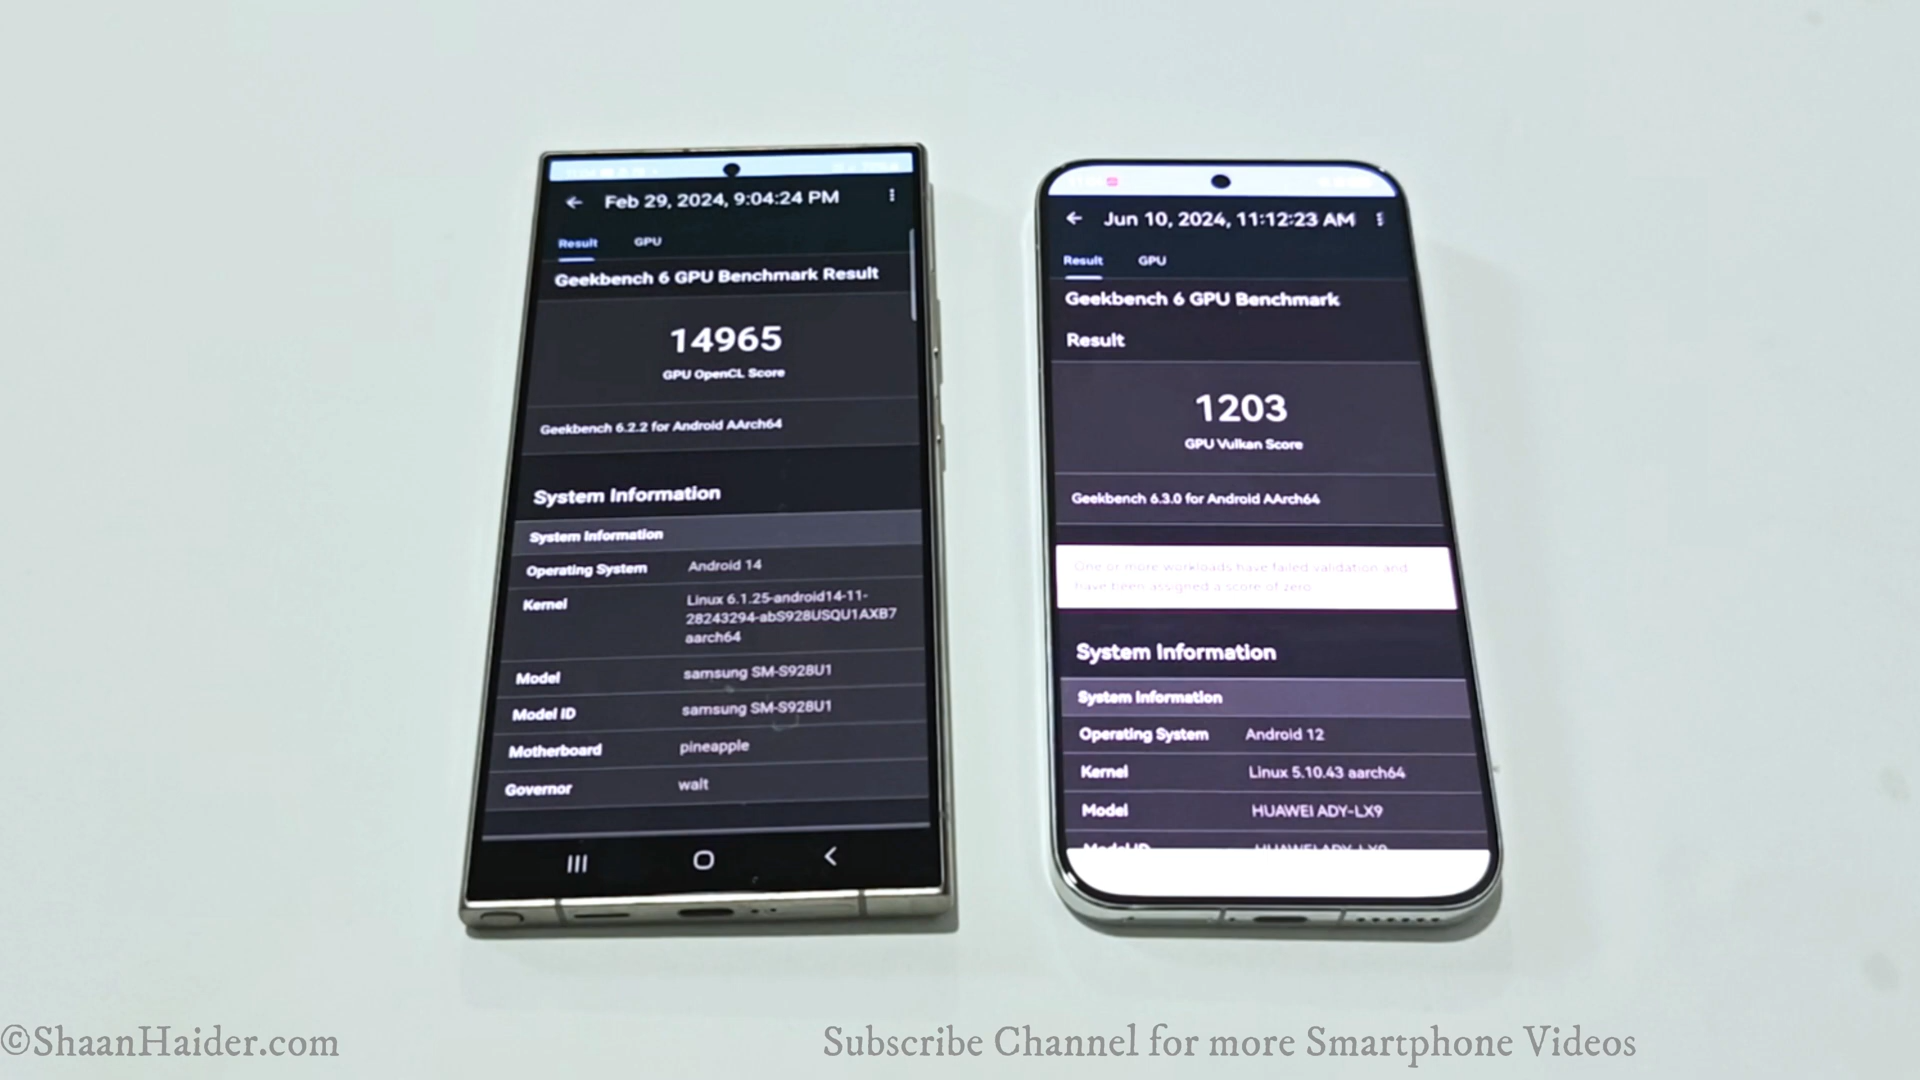 Feb 29, 2024, 9:04:24 PM
Result GPU
Geekbench 6 GPU Benchmark Result
14965
GPU OpenCL Score
Geekbench 6.2.2 for Android AArch64
System Information
System Information
Operating System Android 14
Kernel Linux 6.1.25-android14-11-
28243294-abS928USQU1AXB7
aarch64
Model samsung SM-S928U1
Model ID samsung SM-S928U1
Motherboard pineapple
Governor walt
Jun 10, 2024, 11:12:23 AM
Result GPU
Geekbench 6 GPU Benchmark
Result
1203
GPU Vulkan Score
Geekbench 6.3.0 for Android AArch64
One or more workloads have failed validation and
have been assigned a score of zero
System Information
System Information
Operating System Android 12
Kernel Linux 5.10.43 aarch64
Model HUAWEI ADY-LX9
Model ID HUAWEI ADY-LX9
©ShaanHaider.com
Subscribe Channel for more Smartphone Videos